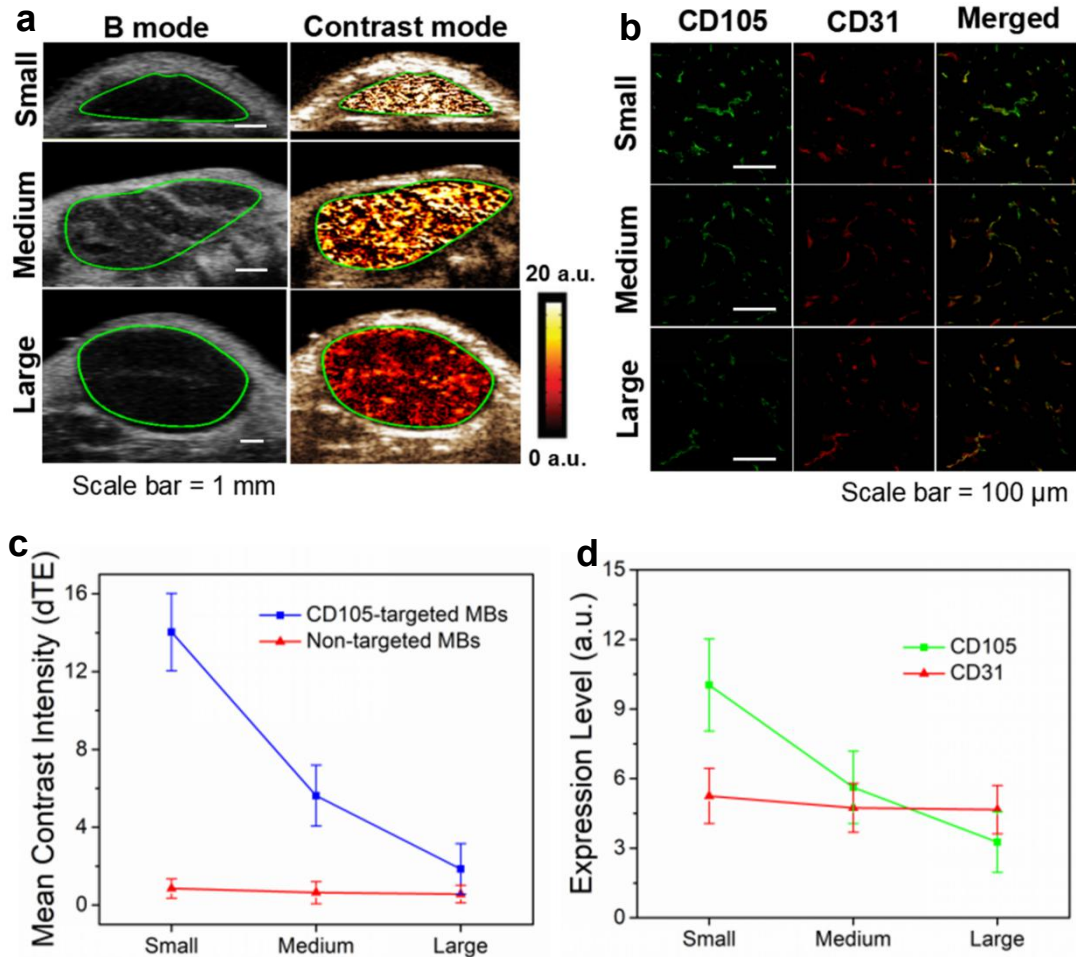 a
B mode
Contrast mode
Small
Medium
Large
20 a.u.
0 a.u.
Scale bar = 1 mm
b
CD105
CD31
Merged
Small
Medium
Large
Scale bar = 100 µm
c
Mean Contrast Intensity (dTE)
16
12
8
4
0
CD105-targeted MBs
Non-targeted MBs
Small
Medium
Large
d
Expression Level (a.u.)
15
12
9
6
3
0
CD105
CD31
Small
Medium
Large